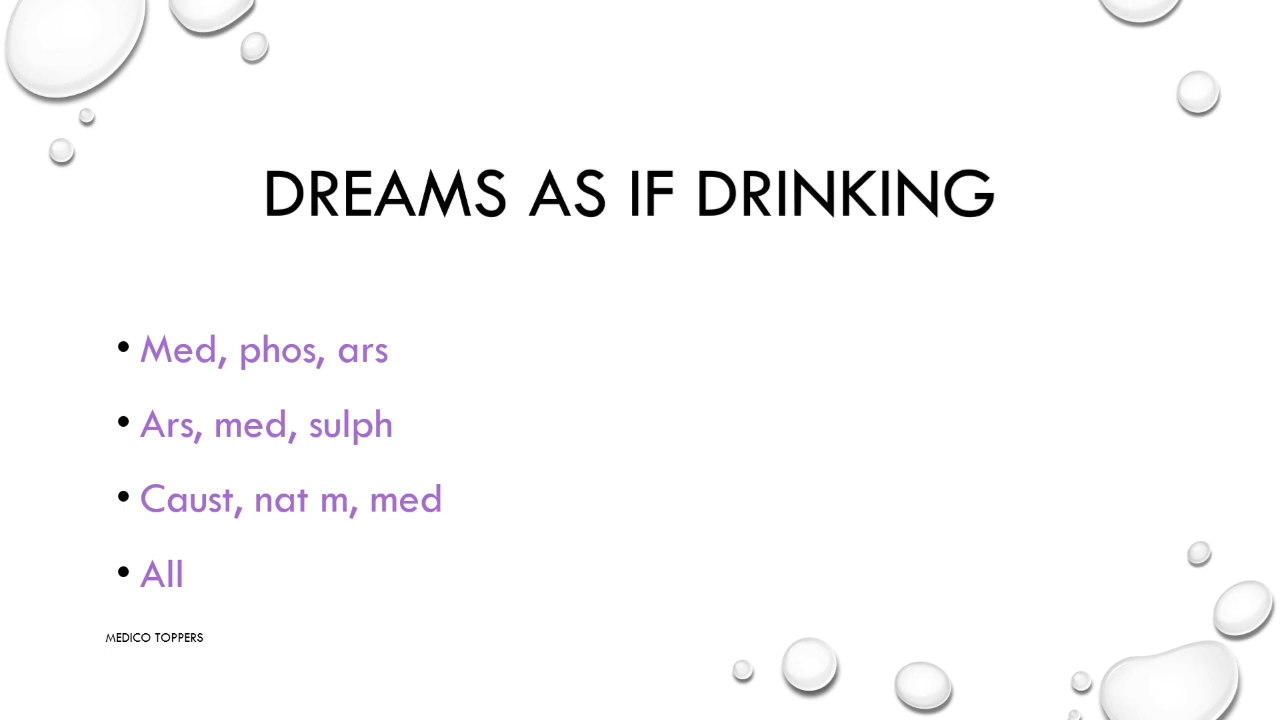 DREAMS AS IF DRINKING
• Med, phos, ars
• Ars, med, sulph
• Caust, nat m, med
• All
MEDICO TOPPERS